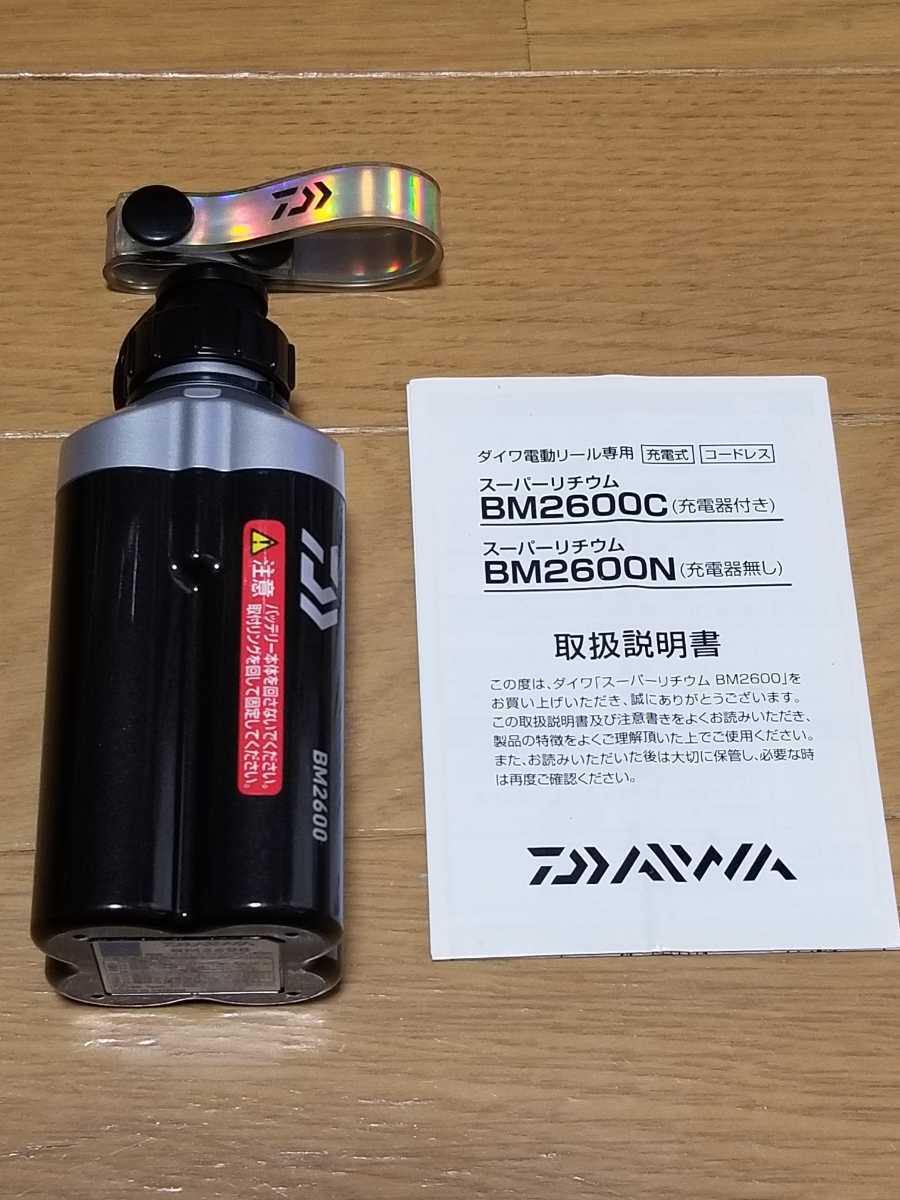 注意
バッテリー本体を回さないでください。
取付リングを回して固定してください。
BM2600
DAIWA
BM2600
ダイワ電動リール専用 充電式 コードレス
スーパーリチウム
BM2600C(充電器付き)
スーパーリチウム
BM2600N(充電器無し)
取扱説明書
この度は、ダイワ「スーパーリチウム BM2600」を
お買い上げいただき、誠にありがとうございます。
この取扱説明書及び注意書きをよくお読みいただき、
製品の特徴をよくご理解頂いた上でご使用ください。
また、お読みいただいた後は大切に保管し、必要な時
は再度ご確認ください。
DAIWA